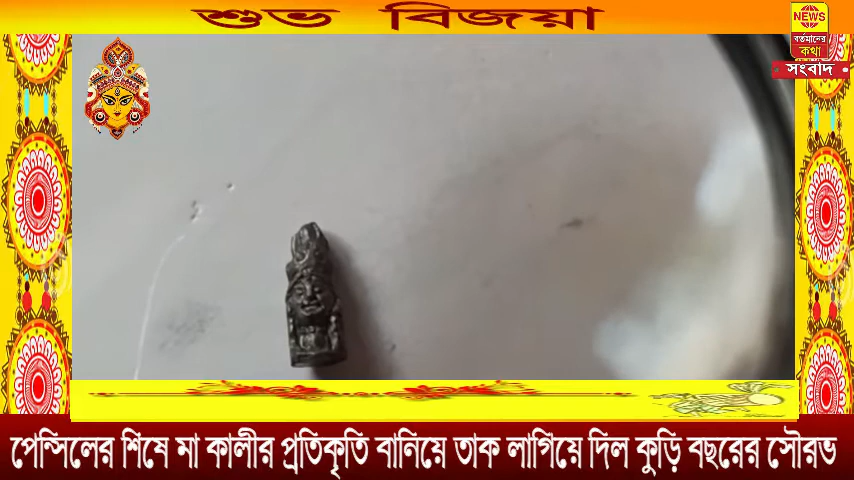 শুভ বিজয়া
NEWS
বর্তমানের
কথা
সংবাদ
পেন্সিলের শিষে মা কালীর প্রতিকৃতি বানিয়ে তাক লাগিয়ে দিল কুড়ি বছরের সৌরভ